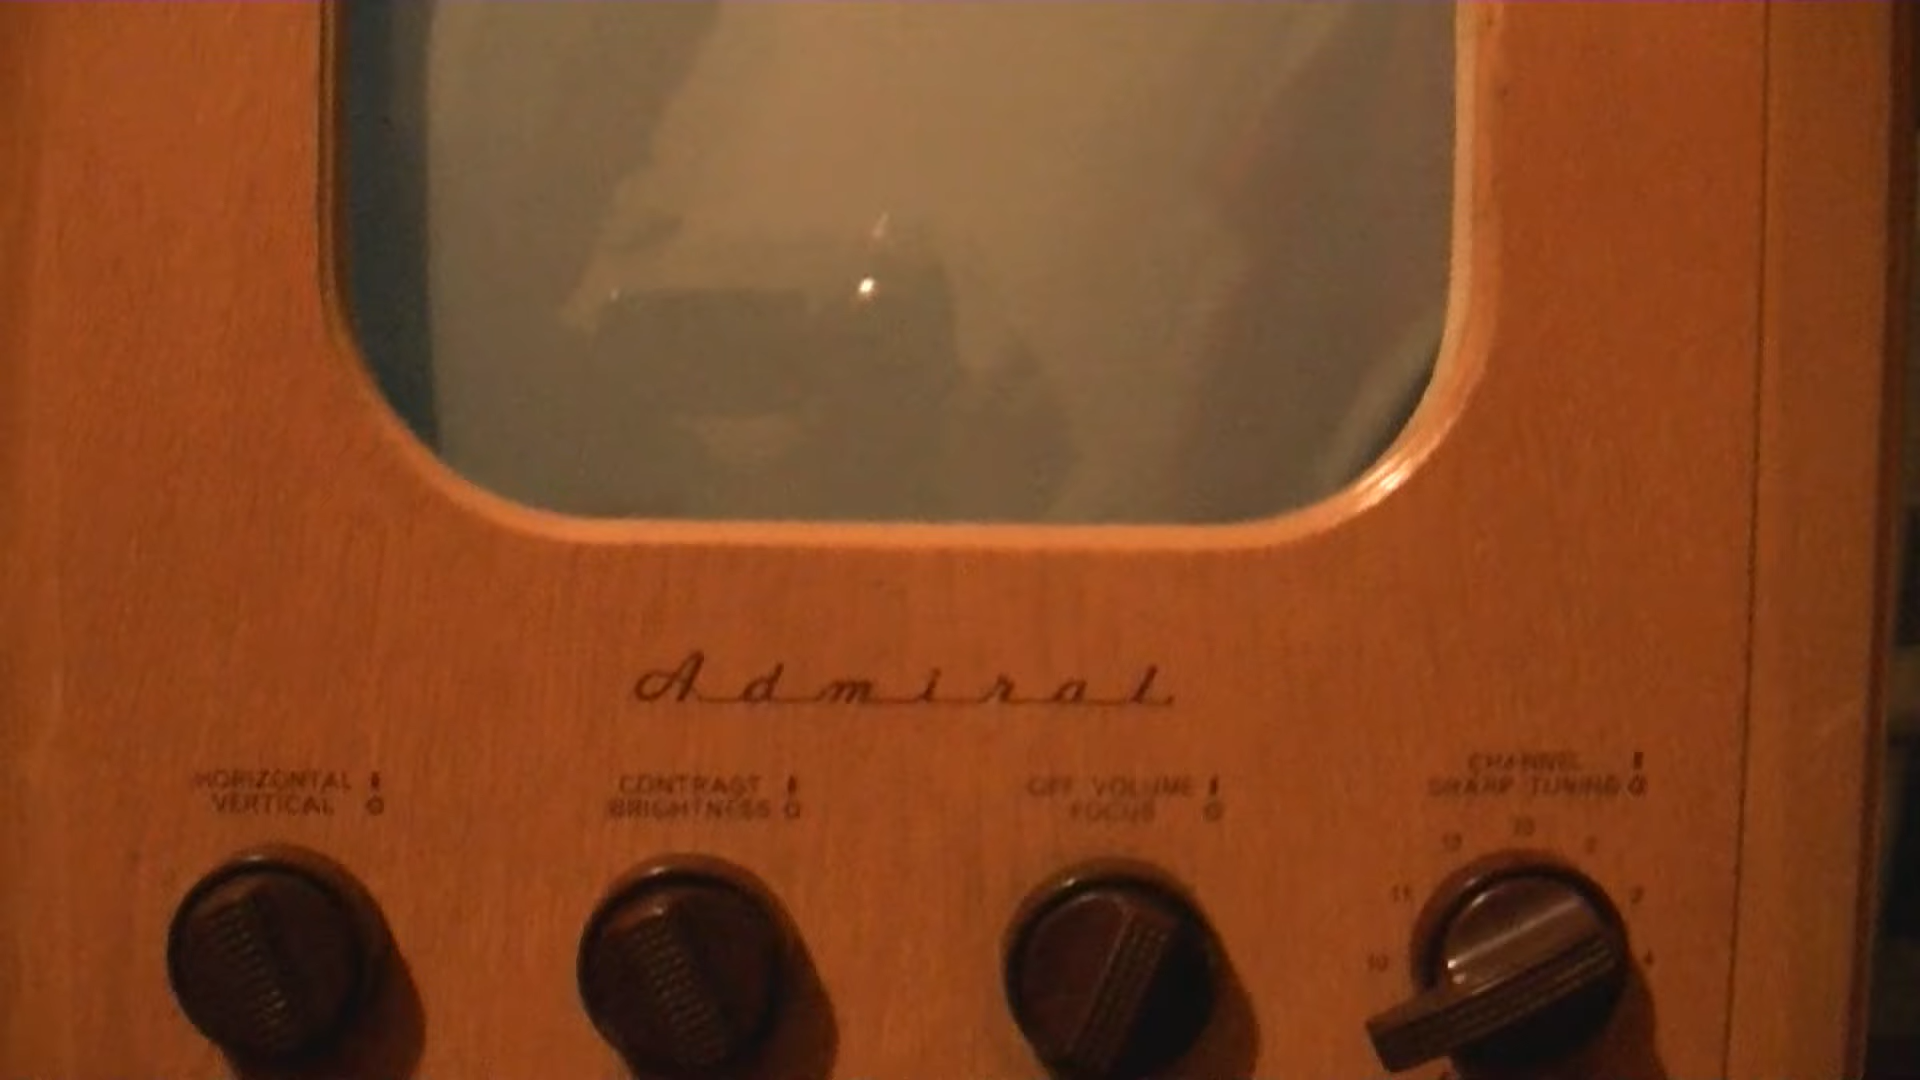 Admiral
HORIZONTAL
VERTICAL
CONTRAST
BRIGHTNESS
OFF VOLUME
FOCUS
CHANNEL
SHARP TUNING
13
2
11
10
4